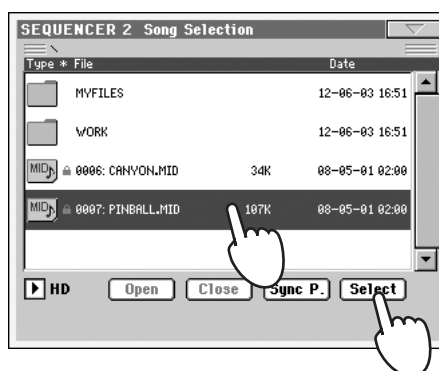 SEQUENCER 2 Song Selection
Type * File Date
MYFILES 12-06-03 16:51
WORK 12-06-03 16:51
MID 0006: CANYON.MID 34K 08-05-01 02:00
MID 0007: PINBALL.MID 107K 08-05-01 02:00
HD Open Close Sync P. Select